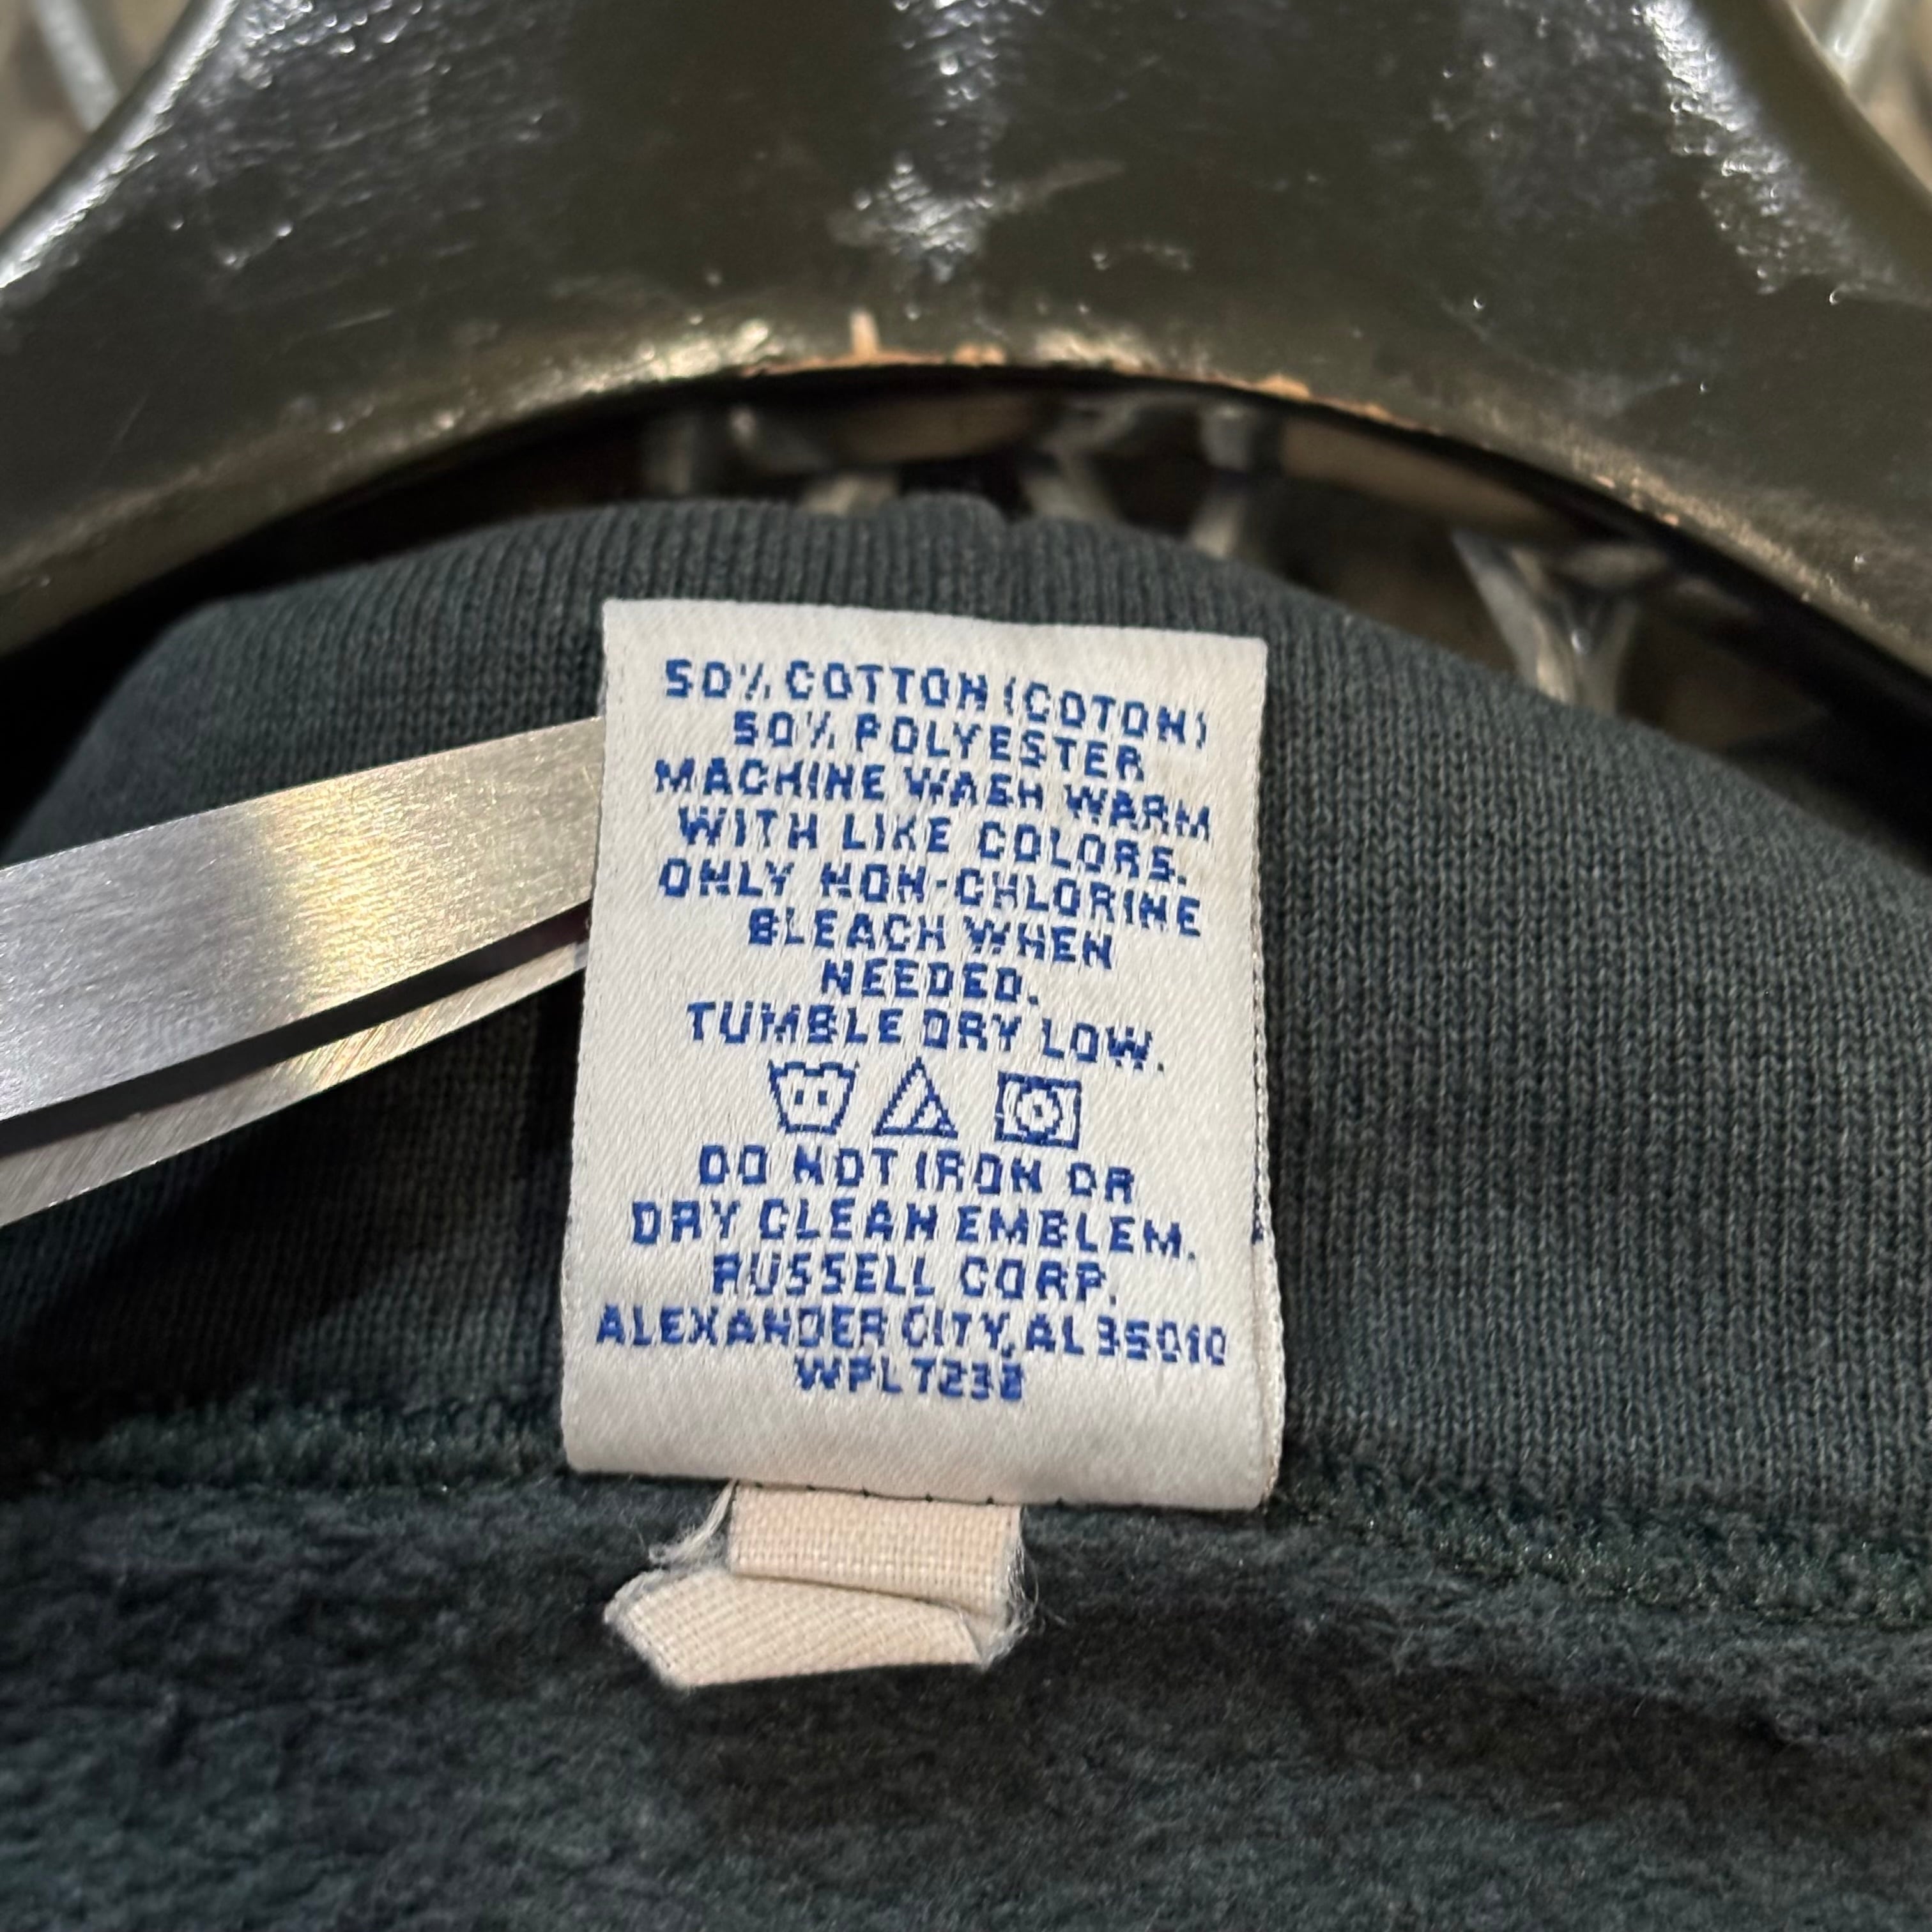 50% COTTON (COTON)
50% POLYESTER
MACHINE WASH WARM
WITH LIKE COLORS.
ONLY NON-CHLORINE
BLEACH WHEN
NEEDED.
TUMBLE DRY LOW.
DO NOT IRON OR
DRY CLEAN EMBLEM.
RUSSELL CORP.
ALEXANDER CITY, AL 35010
WPL 7238